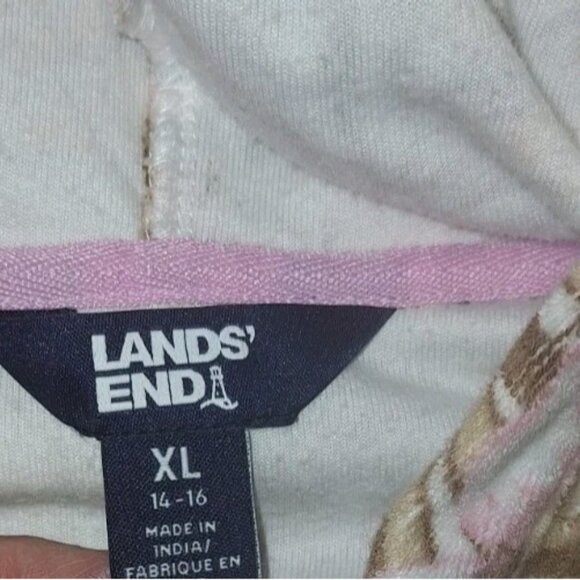 LANDS'
END
XL
14-16
MADE IN
INDIA/
FABRIQUE EN